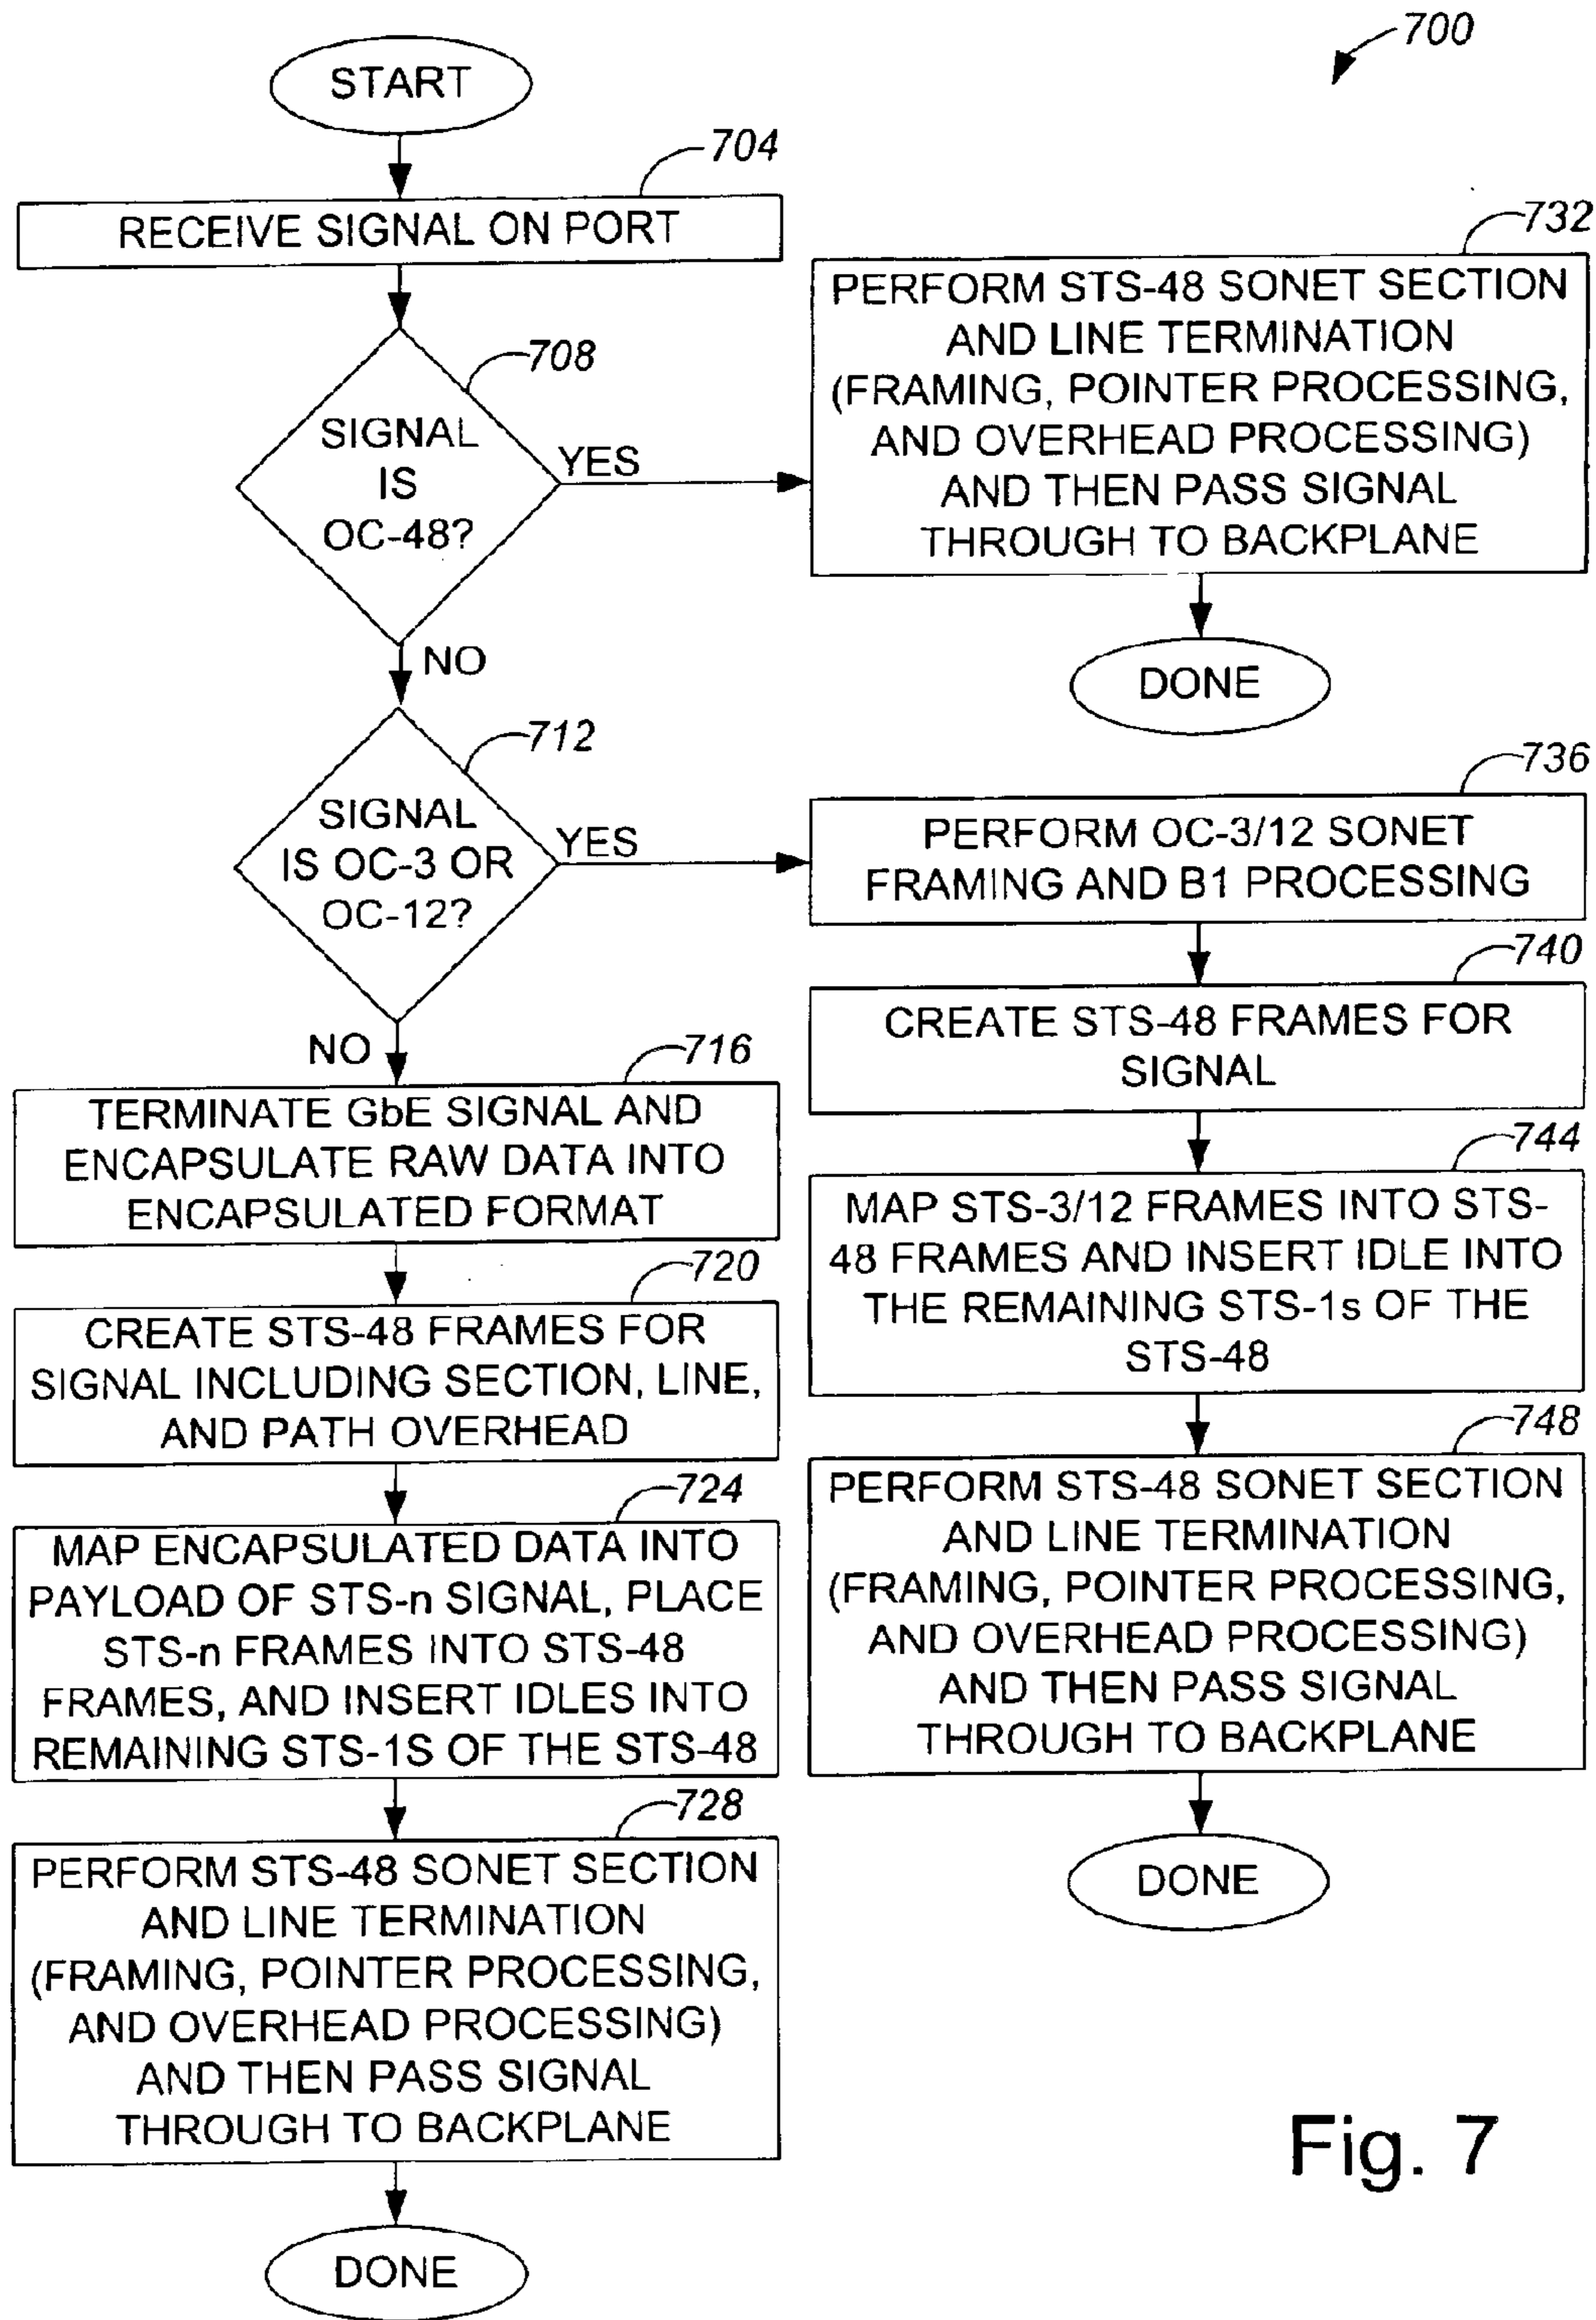 700
START
704
RECEIVE SIGNAL ON PORT
708
SIGNAL
IS
OC-48?
YES
NO
732
PERFORM STS-48 SONET SECTION
AND LINE TERMINATION
(FRAMING, POINTER PROCESSING,
AND OVERHEAD PROCESSING)
AND THEN PASS SIGNAL
THROUGH TO BACKPLANE
DONE
712
SIGNAL
IS OC-3 OR
OC-12?
YES
NO
736
PERFORM OC-3/12 SONET
FRAMING AND B1 PROCESSING
740
CREATE STS-48 FRAMES FOR
SIGNAL
744
MAP STS-3/12 FRAMES INTO STS-
48 FRAMES AND INSERT IDLE INTO
THE REMAINING STS-1s OF THE
STS-48
748
PERFORM STS-48 SONET SECTION
AND LINE TERMINATION
(FRAMING, POINTER PROCESSING,
AND OVERHEAD PROCESSING)
AND THEN PASS SIGNAL
THROUGH TO BACKPLANE
DONE
716
TERMINATE GbE SIGNAL AND
ENCAPSULATE RAW DATA INTO
ENCAPSULATED FORMAT
720
CREATE STS-48 FRAMES FOR
SIGNAL INCLUDING SECTION, LINE,
AND PATH OVERHEAD
724
MAP ENCAPSULATED DATA INTO
PAYLOAD OF STS-n SIGNAL, PLACE
STS-n FRAMES INTO STS-48
FRAMES, AND INSERT IDLES INTO
REMAINING STS-1S OF THE STS-48
728
PERFORM STS-48 SONET SECTION
AND LINE TERMINATION
(FRAMING, POINTER PROCESSING,
AND OVERHEAD PROCESSING)
AND THEN PASS SIGNAL
THROUGH TO BACKPLANE
DONE
Fig. 7